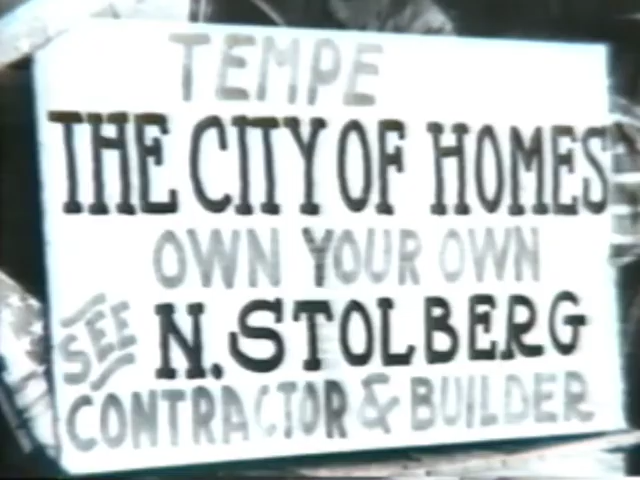 TEMPE
THE CITY OF HOMES
OWN YOUR OWN
SEE N. STOLBERG
CONTRACTOR & BUILDER